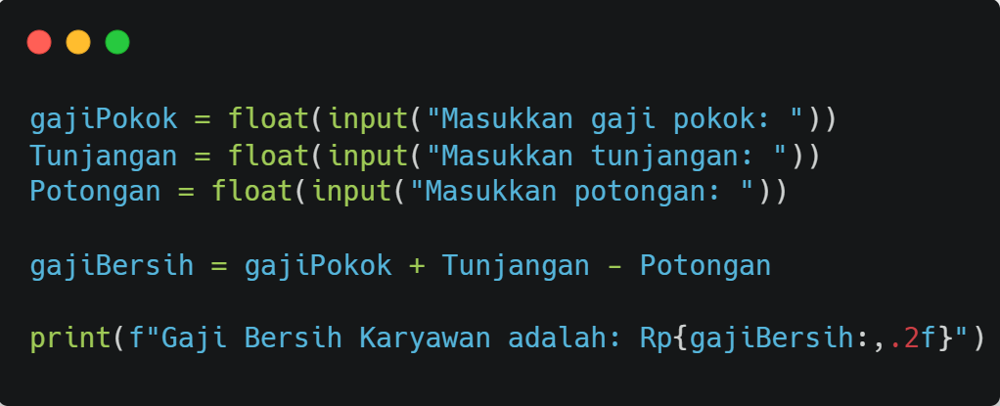 gajiPokok = float(input("Masukkan gaji pokok: "))
Tunjangan = float(input("Masukkan tunjangan: "))
Potongan = float(input("Masukkan potongan: "))
gajiBersih = gajiPokok + Tunjangan - Potongan
print(f"Gaji Bersih Karyawan adalah: Rp{gajiBersih:,.2f}")